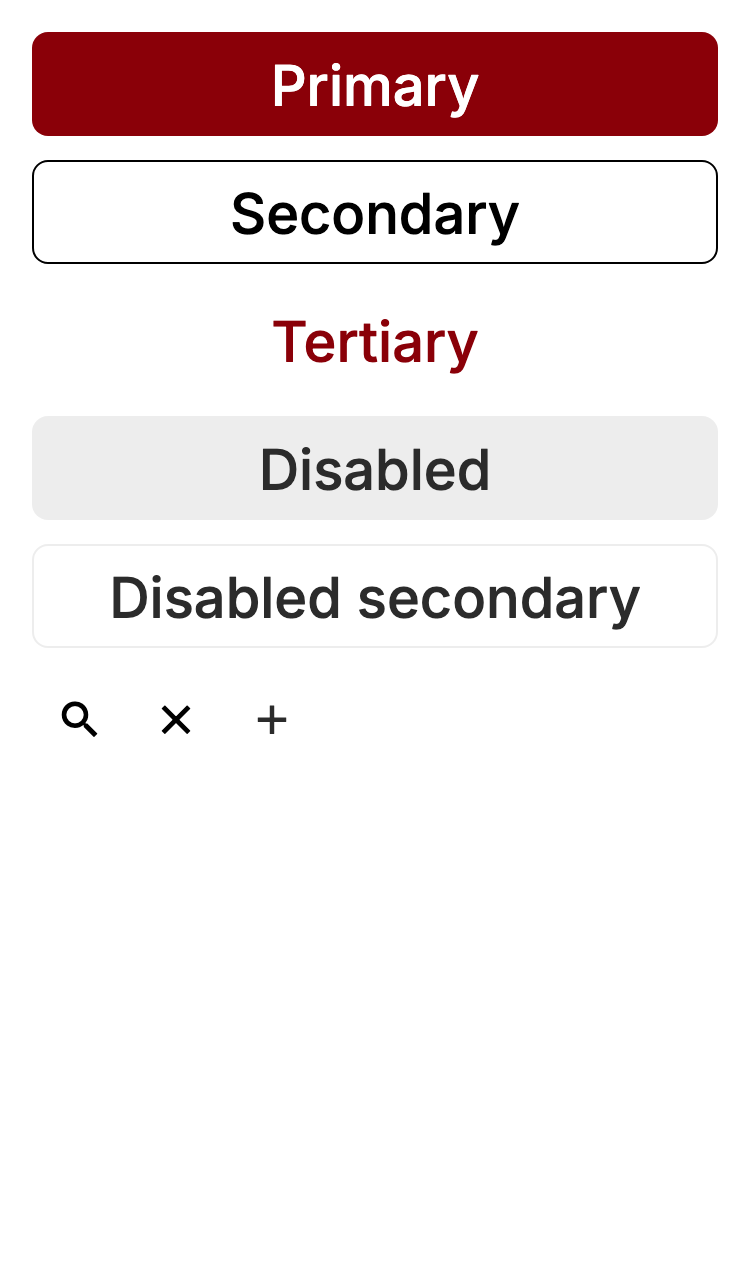 Primary
Secondary
Tertiary
Disabled
Disabled secondary